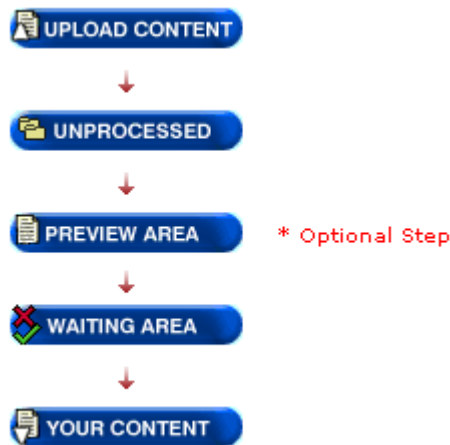 UPLOAD CONTENT
UNPROCESSED
PREVIEW AREA
* Optional Step
WAITING AREA
YOUR CONTENT